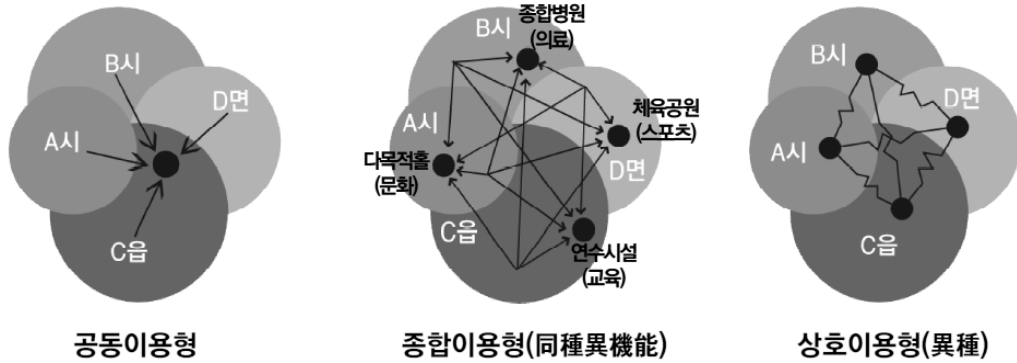 B시
D면
A시
C읍
공동이용형
B시
종합병원
(의료)
A시
체육공원
(스포츠)
다목적홀
(문화)
D면
C읍
연수시설
(교육)
종합이용형(同種異機能)
B시
D면
A시
C읍
상호이용형(異種)